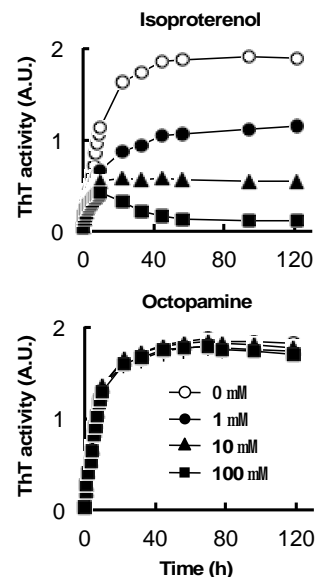 Isoproterenol
ThT activity (A.U.)
2
1
0
0 40 80 120
Octopamine
ThT activity (A.U.)
2
1
0
0 mM
1 mM
10 mM
100 mM
0 40 80 120
Time (h)